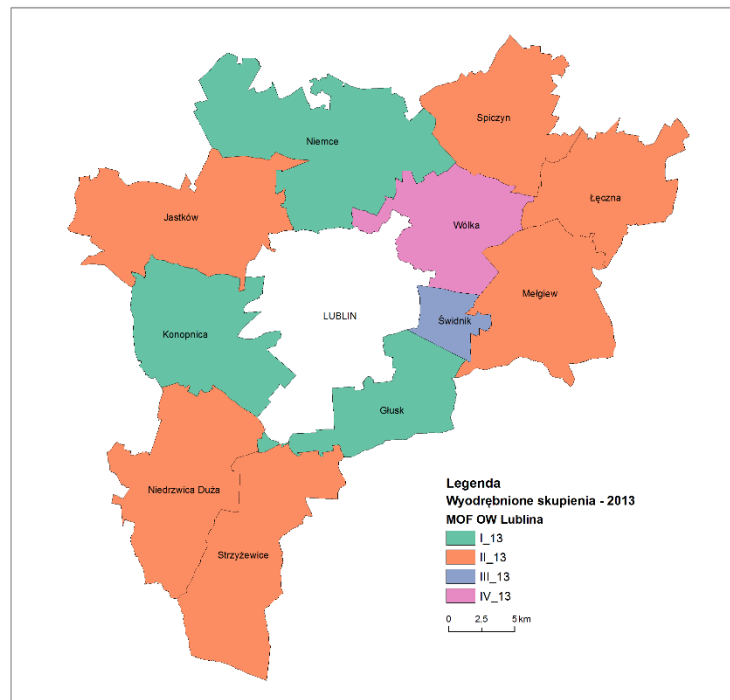 Spiczyn
Niemce
Łęczna
Jastków
Wólka
Mełgiew
LUBLIN
Świdnik
Konopnica
Głusk
Niedrzwica Duża
Strzyżewice
Legenda
Wyodrębnione skupienia - 2013
MOF OW Lublina
I_13
II_13
III_13
IV_13
0 2.5 5 km